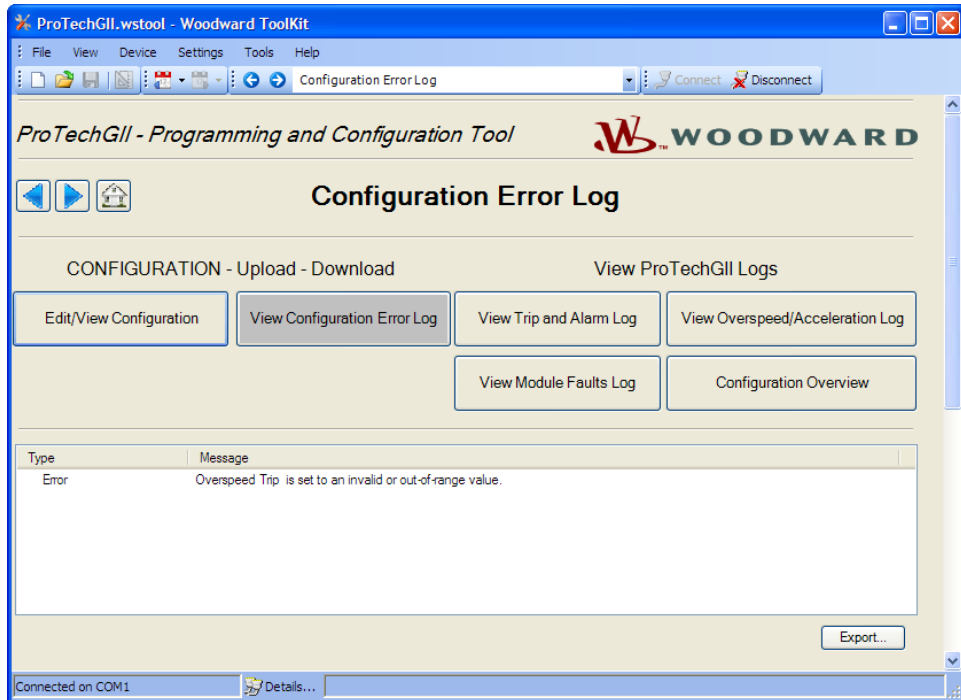 ProTechGII.wstool - Woodward ToolKit
File View Device Settings Tools Help
Configuration Error Log Connect Disconnect
ProTechGII - Programming and Configuration Tool
WOODWARD
Configuration Error Log
CONFIGURATION - Upload - Download
View ProTechGII Logs
Edit/View Configuration
View Configuration Error Log
View Trip and Alarm Log
View Overspeed/Acceleration Log
View Module Faults Log
Configuration Overview
Type Message
Error Overspeed Trip is set to an invalid or out-of-range value.
Export...
Connected on COM1 Details...